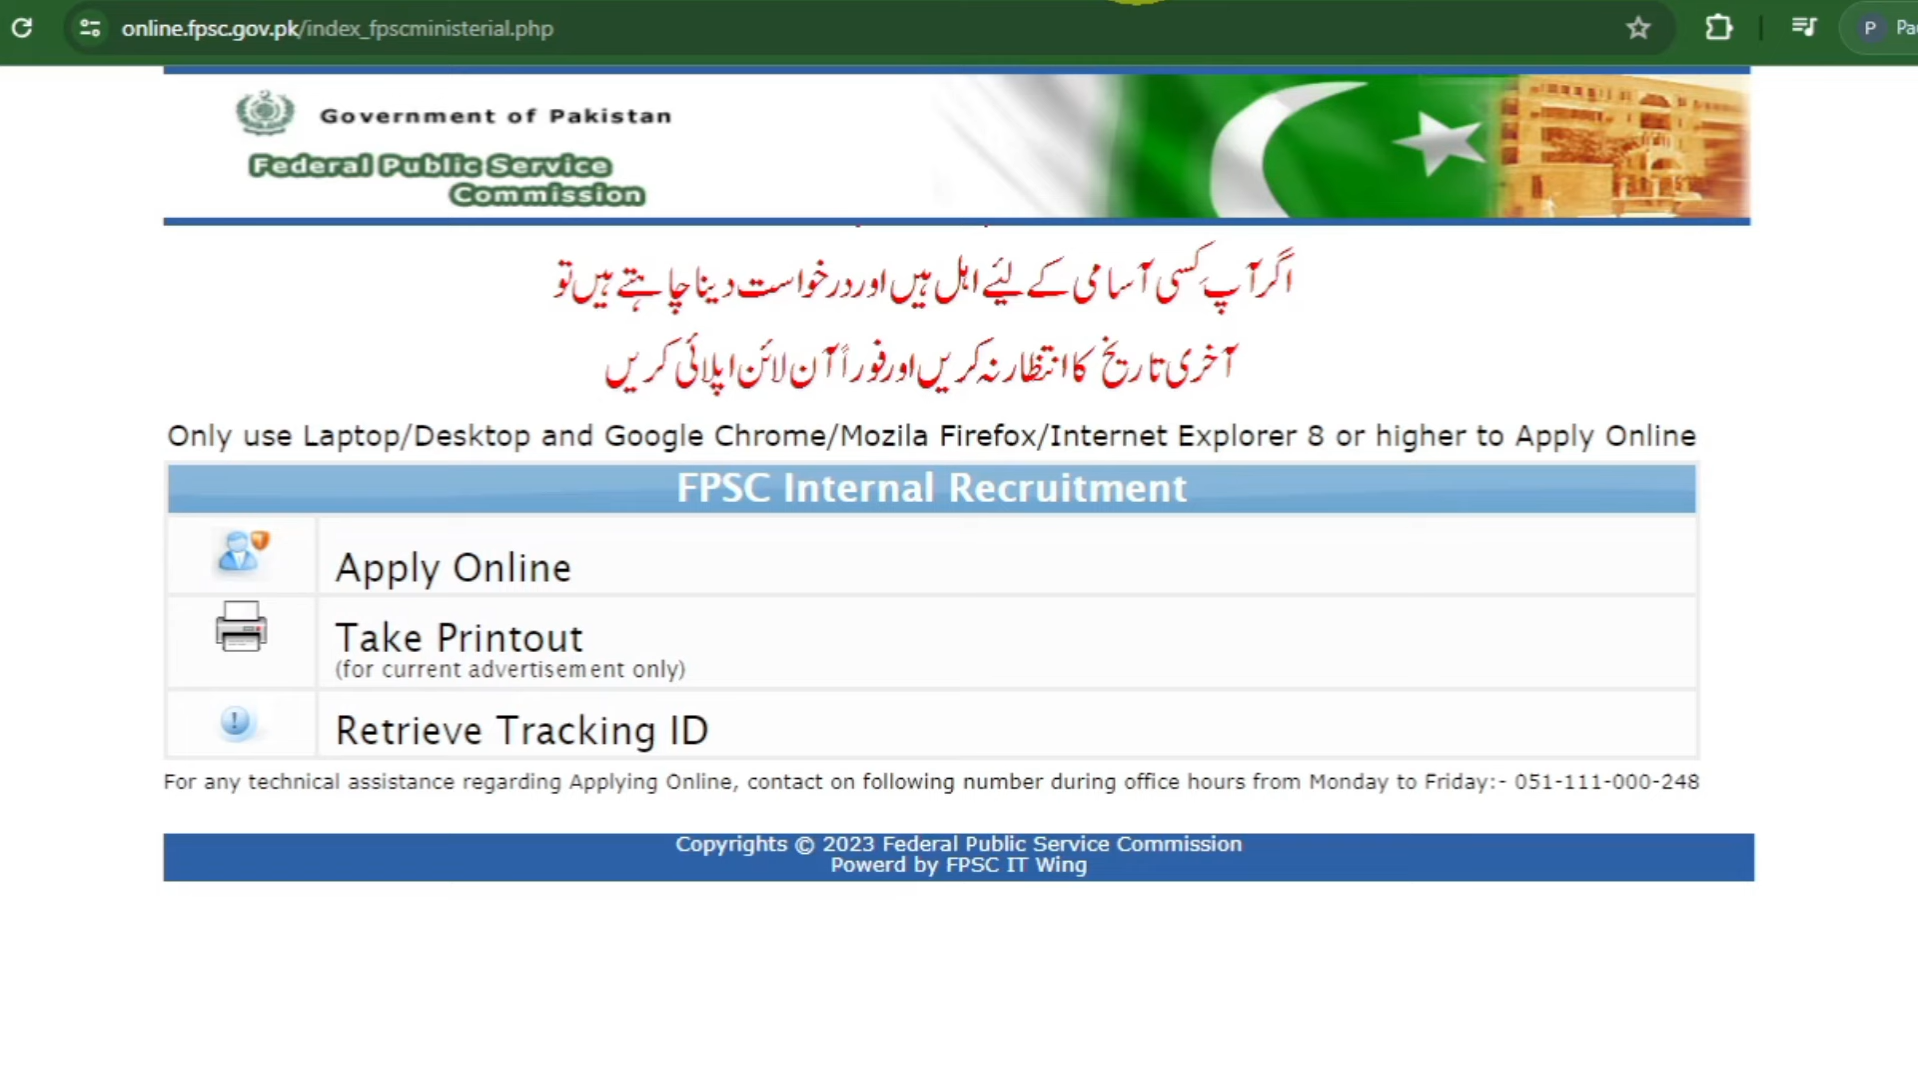 online.fpsc.gov.pk/index_fpscministerial.php
P
Government of Pakistan
Federal Public Service
Commission
اگر آپ کسی آسامی کے لیئے اہل ہیں اور درخواست دینا چاہتے ہیں تو
آخری تاریخ کا انتظار نہ کریں اور فوراً آن لائن اپلائی کریں
Only use Laptop/Desktop and Google Chrome/Mozila Firefox/Internet Explorer 8 or higher to Apply Online
FPSC Internal Recruitment
Apply Online
Take Printout
(for current advertisement only)
Retrieve Tracking ID
For any technical assistance regarding Applying Online, contact on following number during office hours from Monday to Friday:- 051-111-000-248
Copyrights © 2023 Federal Public Service Commission
Powerd by FPSC IT Wing